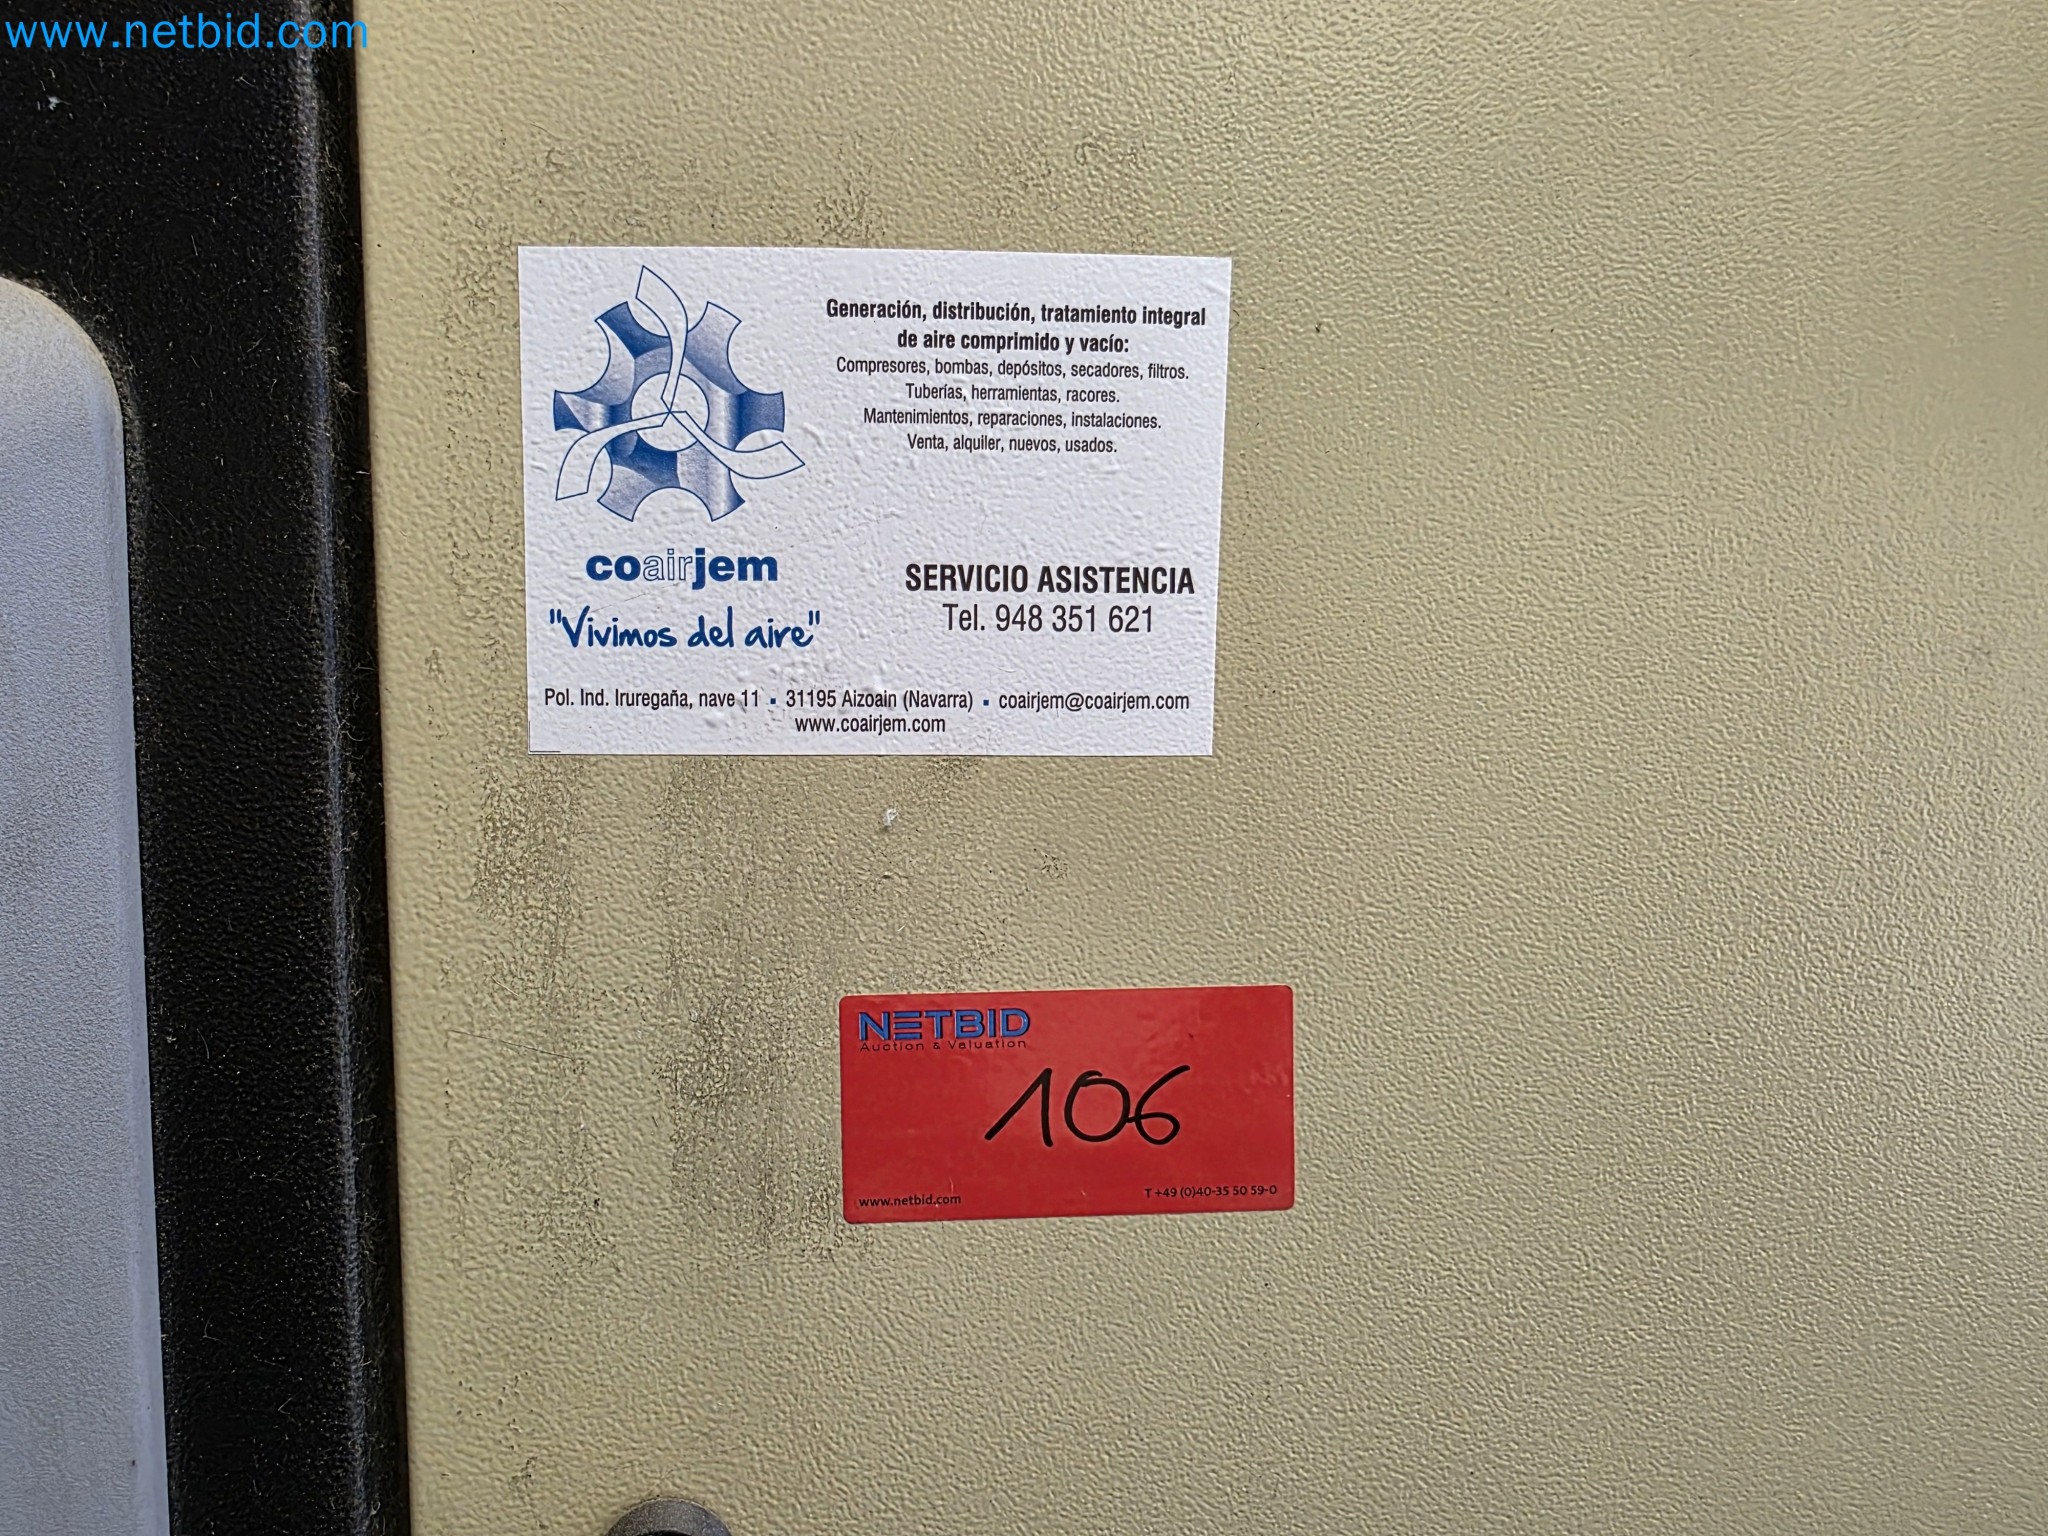 www.netbid.com
Generación, distribución, tratamiento integral
de aire comprimido y vacío:
Compresores, bombas, depósitos, secadores, filtros.
Tuberías, herramientas, racores.
Mantenimientos, reparaciones, instalaciones.
Venta, alquiler, nuevos, usados.
coairjem
"Vivimos del aire"
SERVICIO ASISTENCIA
Tel. 948 351 621
Pol. Ind. Iruregaña, nave 11 ▪ 31195 Aizoain (Navarra) ▪ coairjem@coairjem.com
www.coairjem.com
NETBID
Auction & Valuation
106
www.netbid.com
T +49 (0)40-35 50 59-0